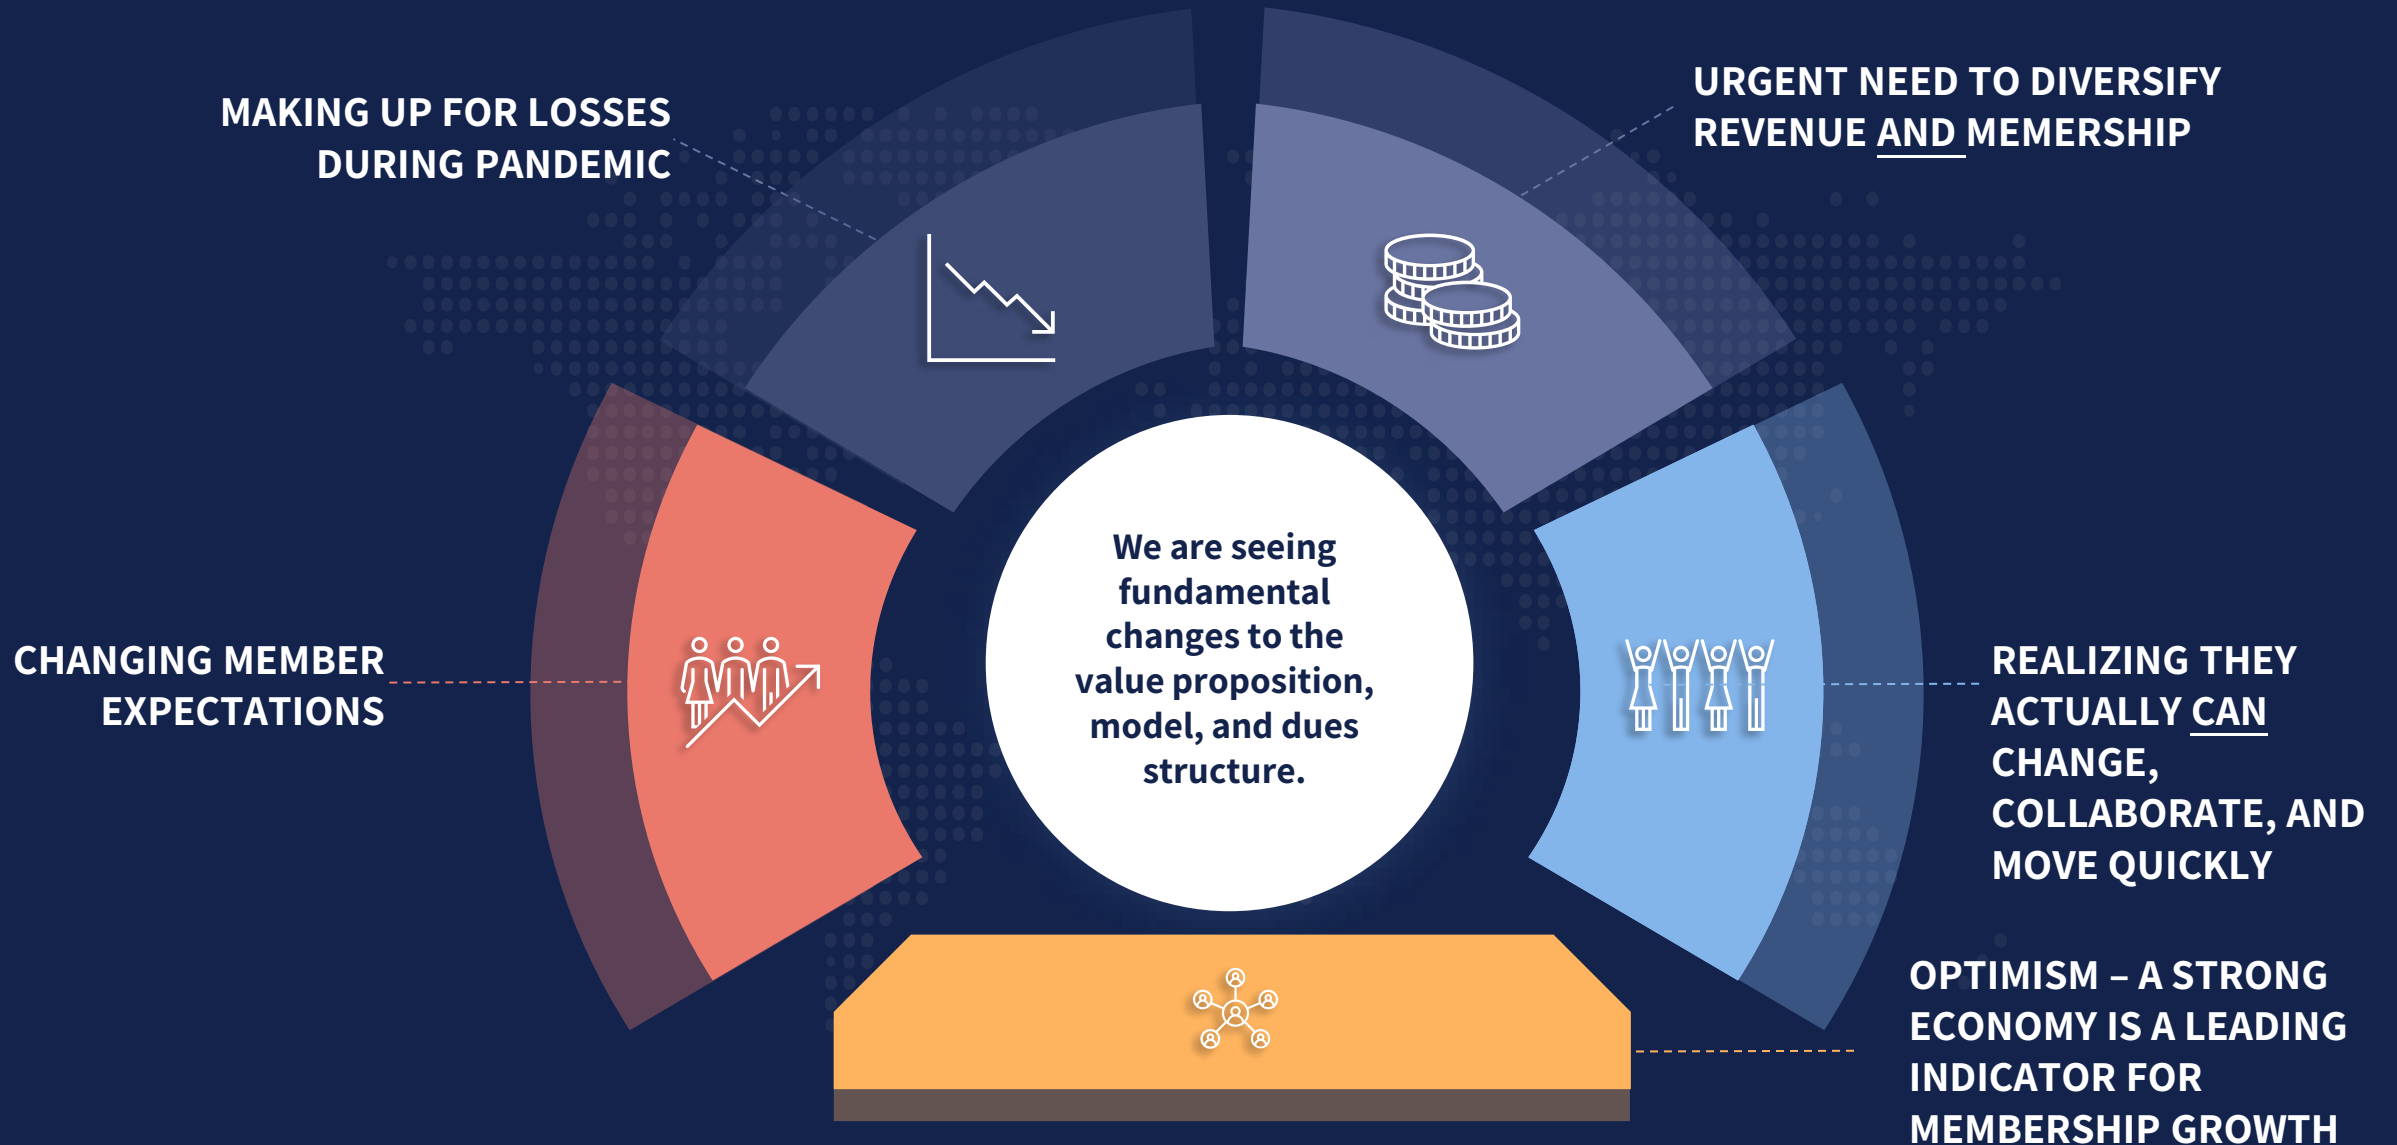 MAKING UP FOR LOSSES
DURING PANDEMIC
URGENT NEED TO DIVERSIFY
REVENUE AND MEMERSHIP
We are seeing
fundamental
changes to the
value proposition,
model, and dues
structure.
CHANGING MEMBER
EXPECTATIONS
REALIZING THEY
ACTUALLY CAN
CHANGE,
COLLABORATE, AND
MOVE QUICKLY
OPTIMISM – A STRONG
ECONOMY IS A LEADING
INDICATOR FOR
MEMBERSHIP GROWTH